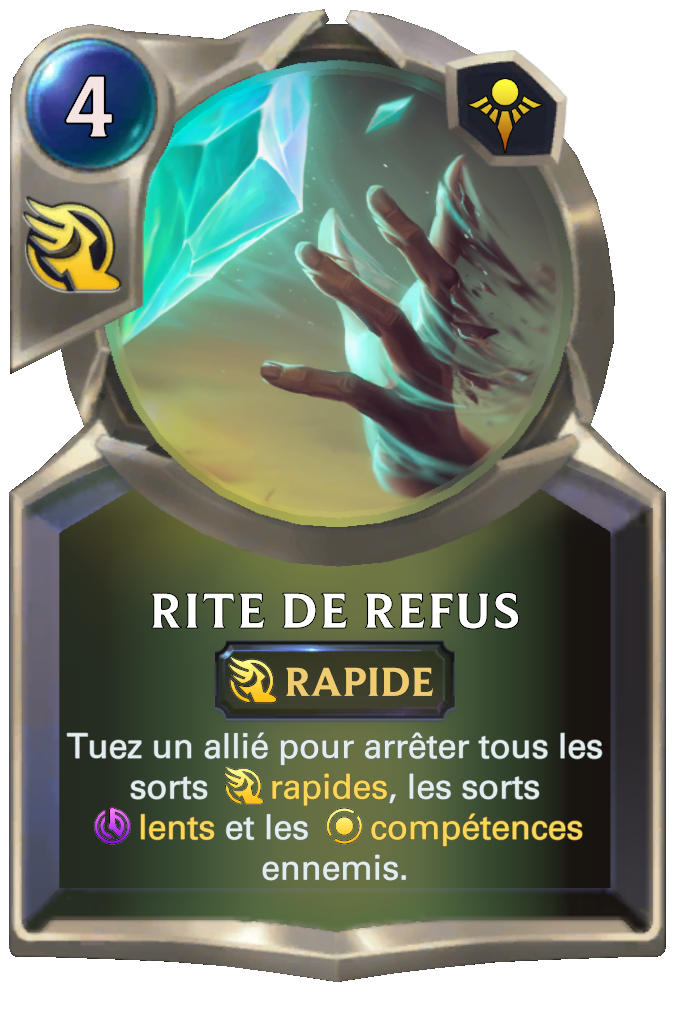 4
RITE DE REFUS
RAPIDE
Tuez un allié pour arrêter tous les
sorts rapides, les sorts
lents et les compétences
ennemis.